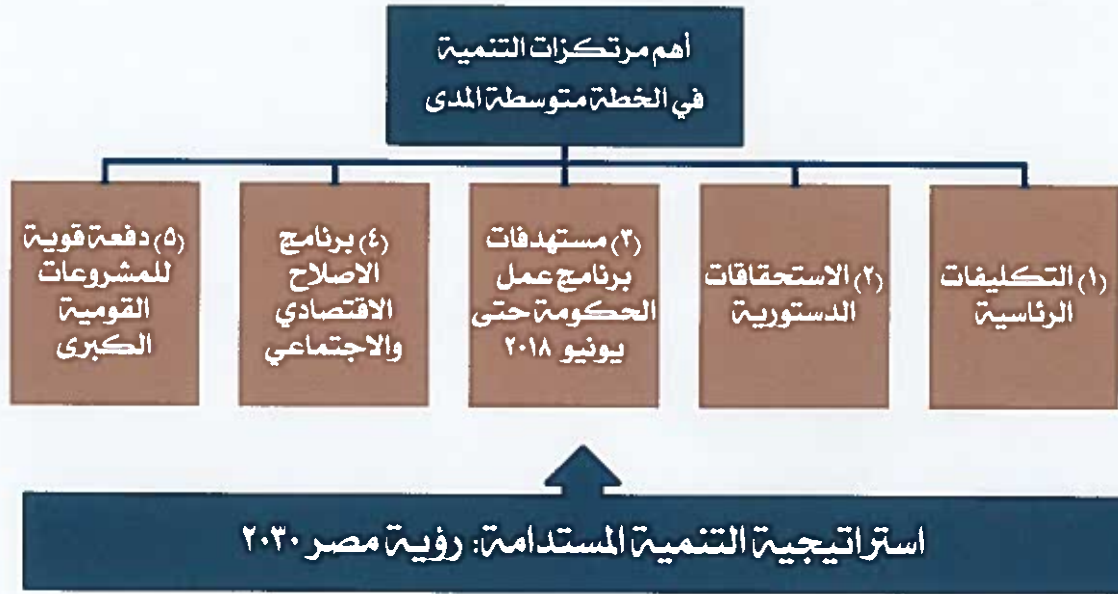 أهم مرتكزات التنمية
في الخطة متوسطة المدى
(١) التكليفات
الرئاسية
(٢) الاستحقاقات
الدستورية
(٣) مستهدفات
برنامج عمل
الحكومة حتى
يونيو ٢٠١٨
(٤) برنامج
الاصلاح
الاقتصادي
والاجتماعي
(٥) دفعة قوية
للمشروعات
القومية
الكبرى
استراتيجية التنمية المستدامة: رؤية مصر ٢٠٣٠